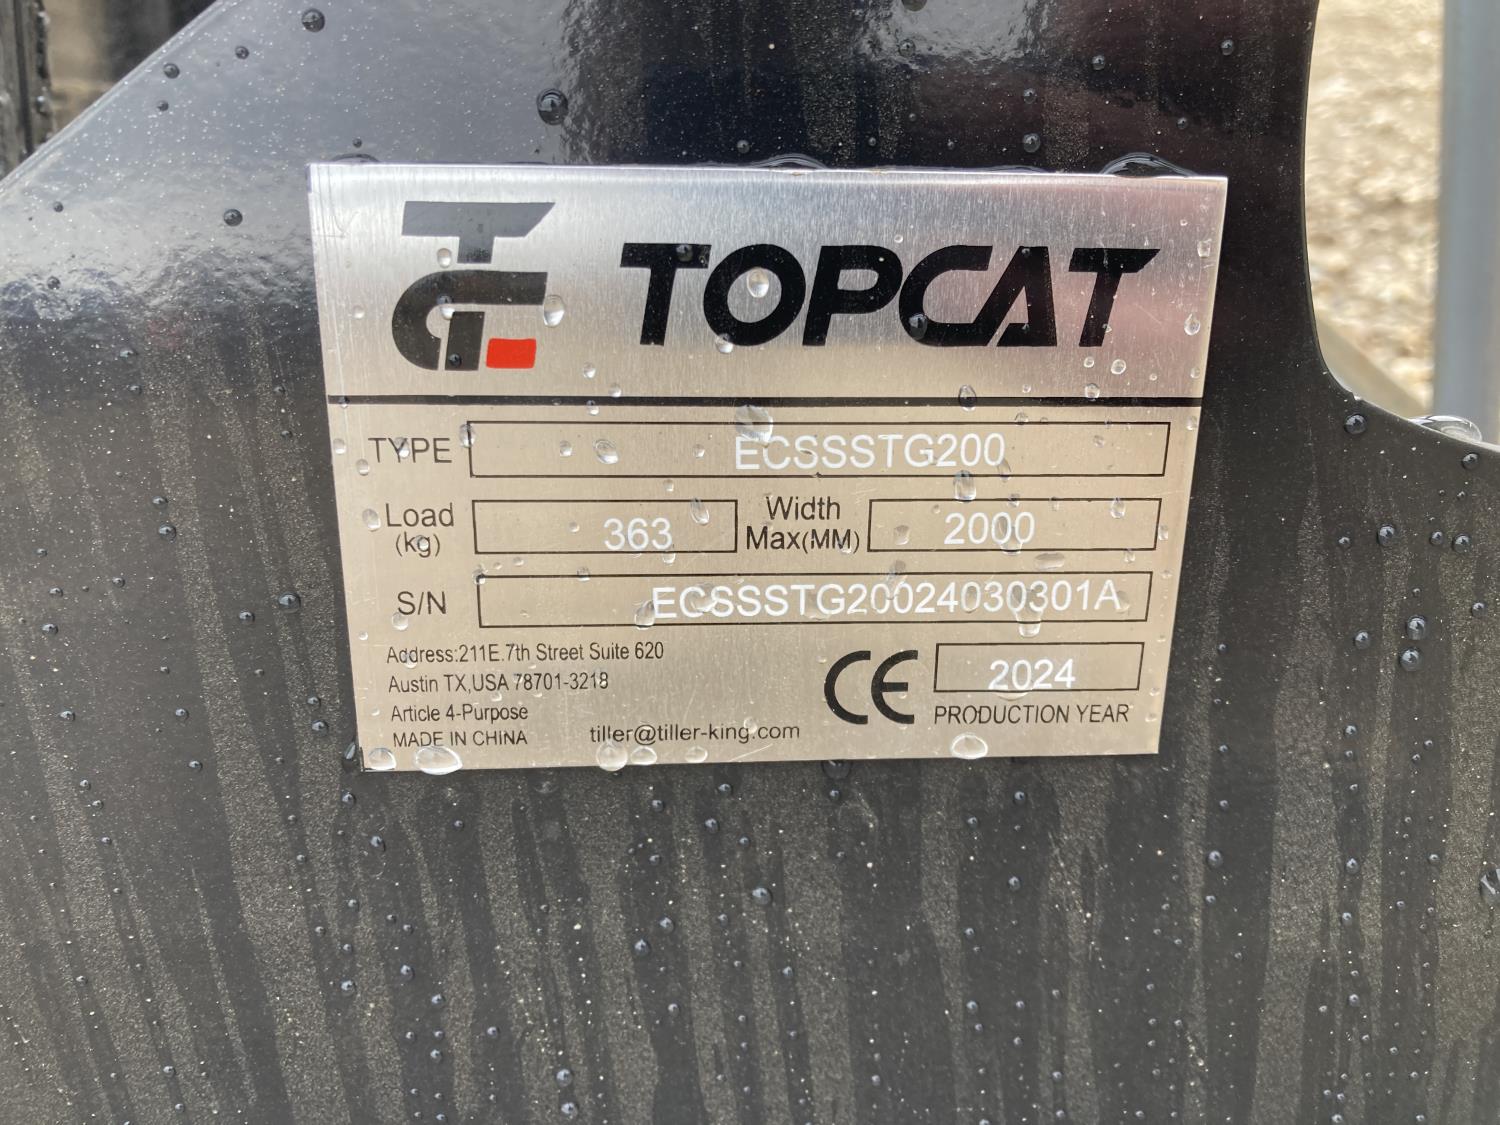 TOPCAT
TYPE ECSSSTG200
Load (kg) 363 Width Max(MM) 2000
S/N ECSSSTG20024030301A
Address:211E.7th Street Suite 620
Austin TX,USA 78701-3218
Article 4-Purpose
MADE IN CHINA
tiller@tiller-king.com
CE 2024
PRODUCTION YEAR